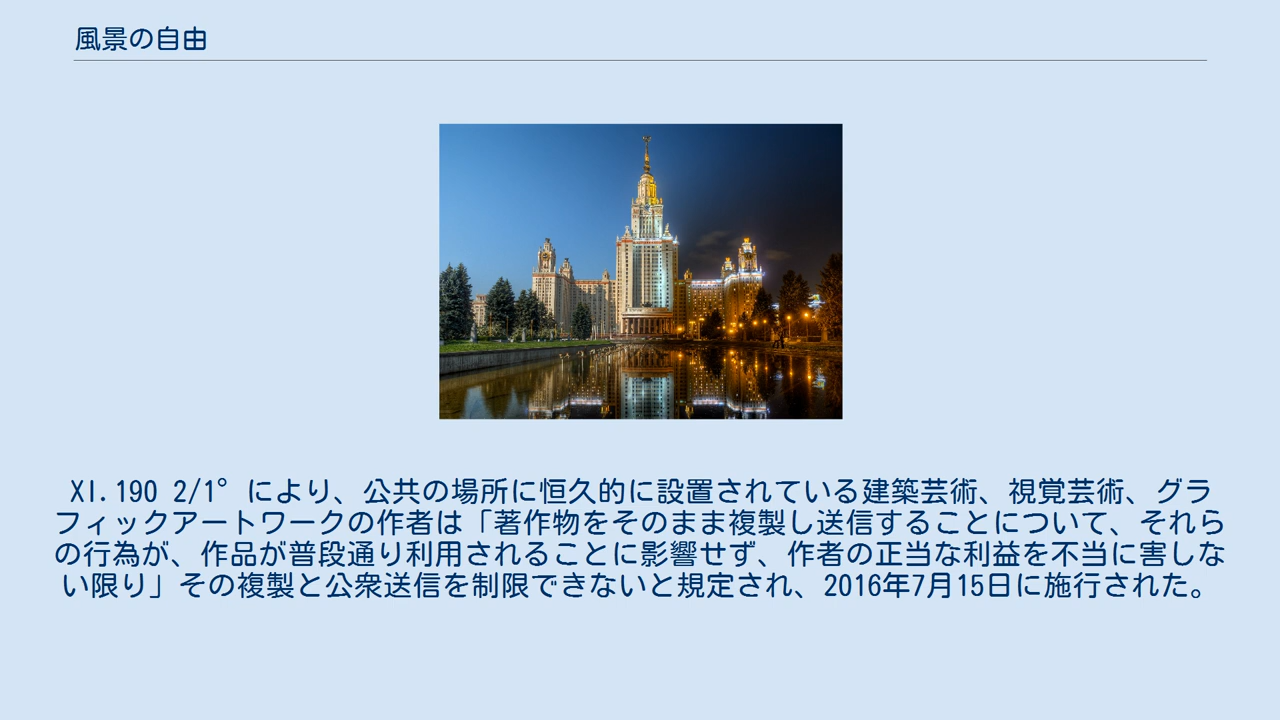 風景の自由
XI.190 2/1°により、公共の場所に恒久的に設置されている建築芸術、視覚芸術、グラ
フィックアートワークの作者は「著作物をそのまま複製し送信することについて、それら
の行為が、作品が普段通り利用されることに影響せず、作者の正当な利益を不当に害しな
い限り」その複製と公衆送信を制限できないと規定され、2016年7月15日に施行された。